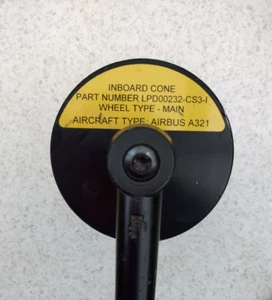 INBOARD CONE
PART NUMBER LPD00232-CS3-I
WHEEL TYPE - MAIN
AIRCRAFT TYPE: AIRBUS A321